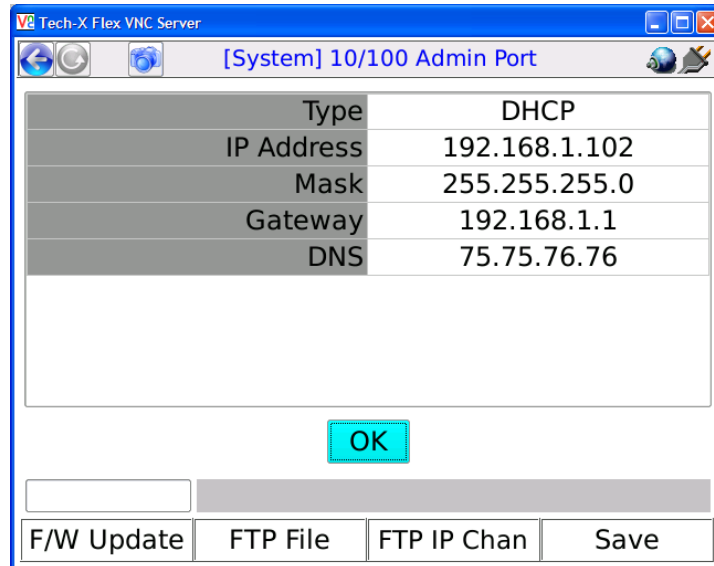 Tech-X Flex VNC Server
[System] 10/100 Admin Port
Type DHCP
IP Address 192.168.1.102
Mask 255.255.255.0
Gateway 192.168.1.1
DNS 75.75.76.76
OK
F/W Update FTP File FTP IP Chan Save